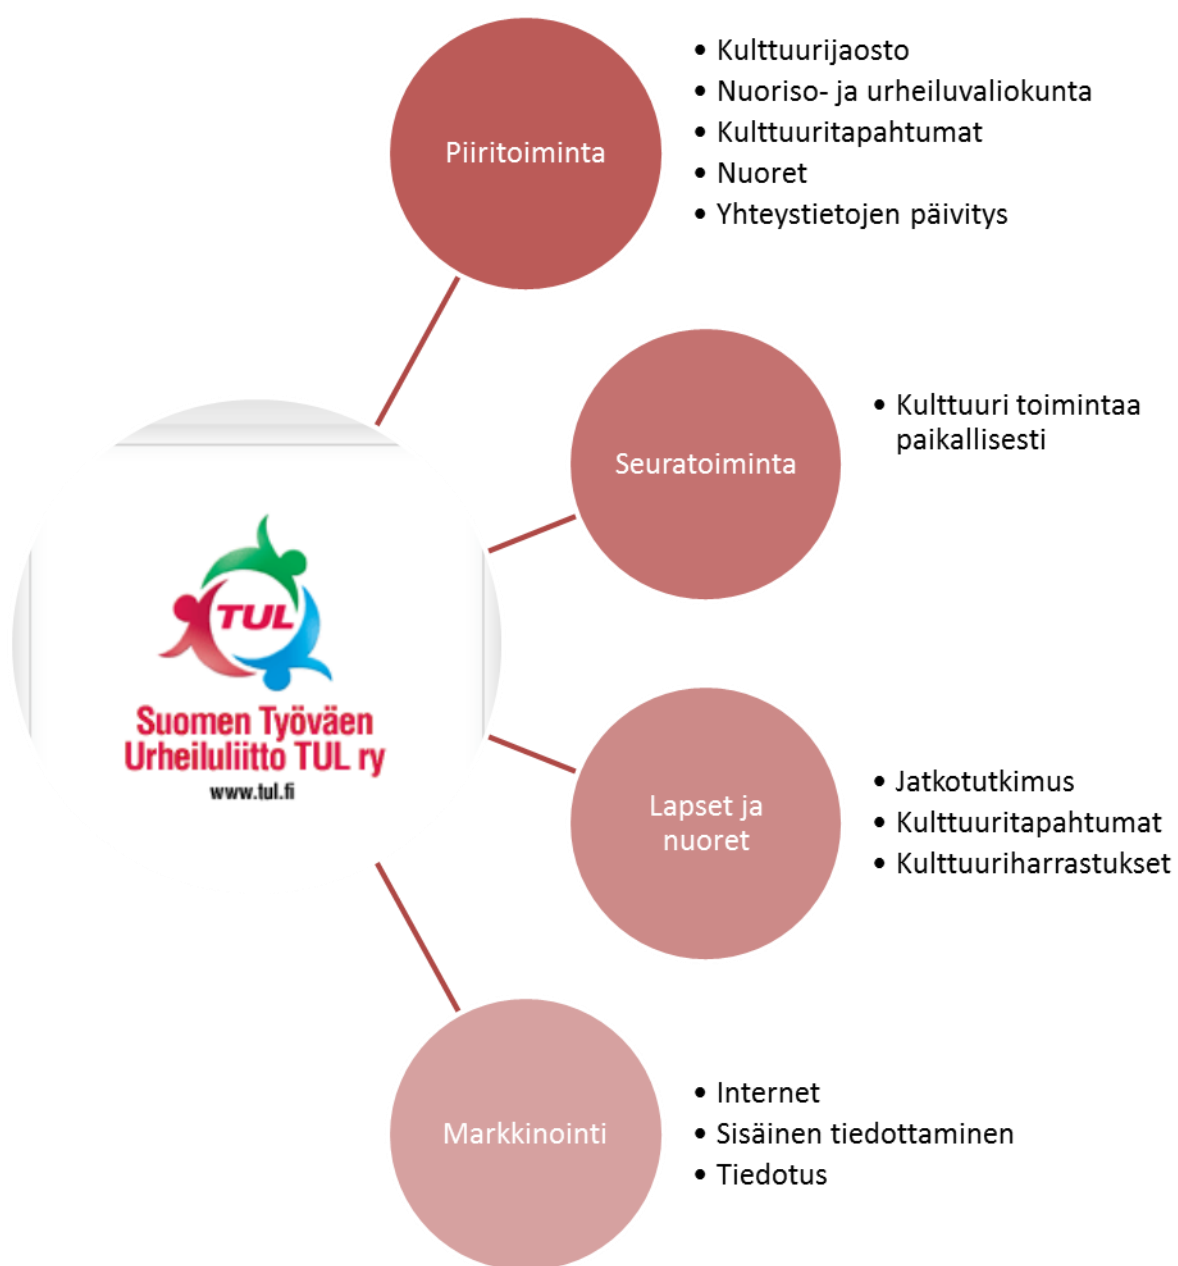 Piiritoiminta
• Kulttuurijaosto
• Nuoriso- ja urheiluvaliokunta
• Kulttuuritapahtumat
• Nuoret
• Yhteystietojen päivitys
Seuratoiminta
• Kulttuuri toimintaa
paikallisesti
TUL
Suomen Työväen
Urheiluliitto TUL ry
www.tul.fi
Lapset ja
nuoret
• Jatkotutkimus
• Kulttuuritapahtumat
• Kulttuuriharrastukset
Markkinointi
• Internet
• Sisäinen tiedottaminen
• Tiedotus